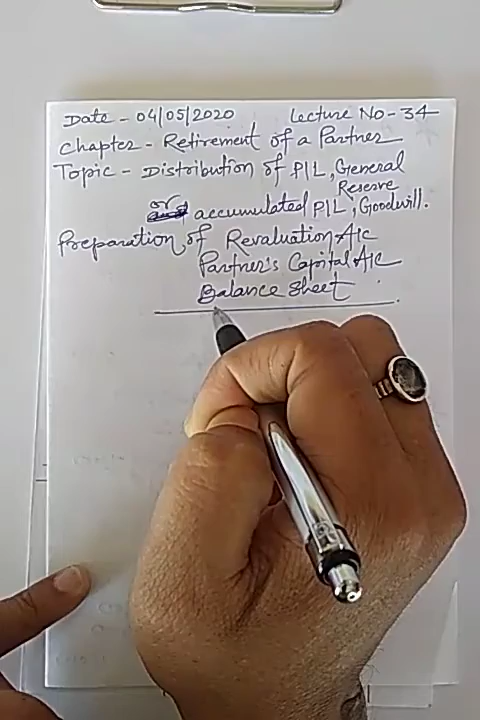 Date - 04/05/2020 Lecture No - 34
Chapter - Retirement of a Partner
Topic - Distribution of P/L, General Reserve
or accumulated P/L, Goodwill.
Preparation of Revaluation A/C
Partner's Capital A/C
Balance Sheet